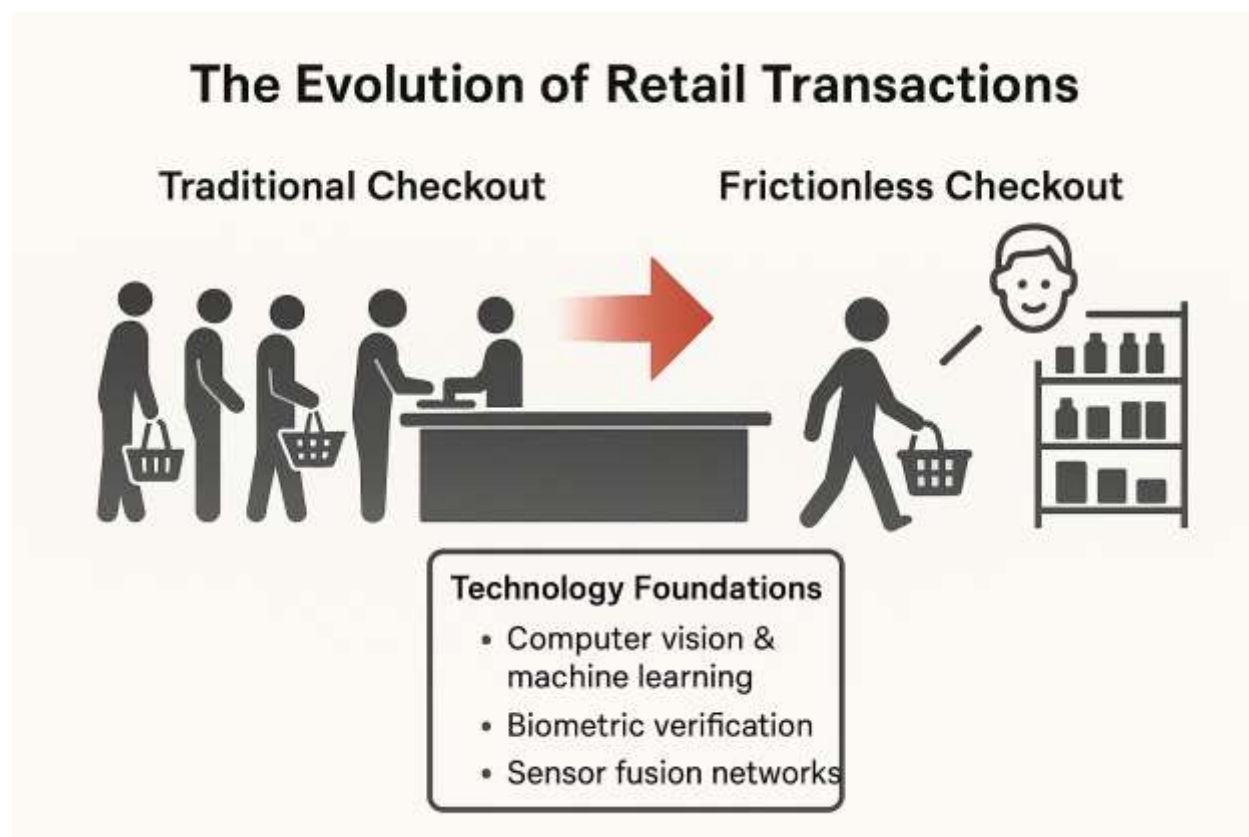 The Evolution of Retail Transactions
Traditional Checkout
Frictionless Checkout
Technology Foundations
• Computer vision &
machine learning
• Biometric verification
• Sensor fusion networks